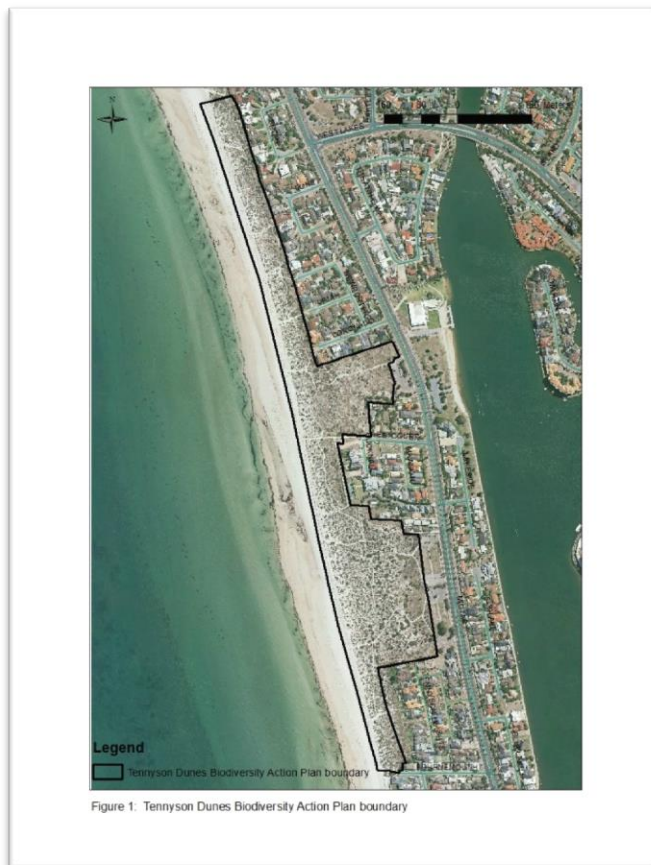 N
Legend
Tennyson Dunes Biodiversity Action Plan boundary
Figure 1: Tennyson Dunes Biodiversity Action Plan boundary